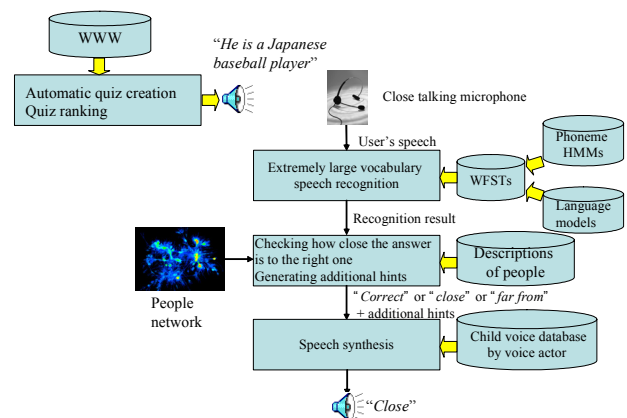 WWW
"He is a Japanese
baseball player"
Automatic quiz creation
Quiz ranking
Close talking microphone
User's speech
Extremely large vocabulary
speech recognition
WFSTs
Phoneme
HMMs
Language
models
Recognition result
Checking how close the answer
is to the right one
Generating additional hints
Descriptions
of people
People
network
"Correct" or "close" or "far from"
+ additional hints
Speech synthesis
Child voice database
by voice actor
"Close"